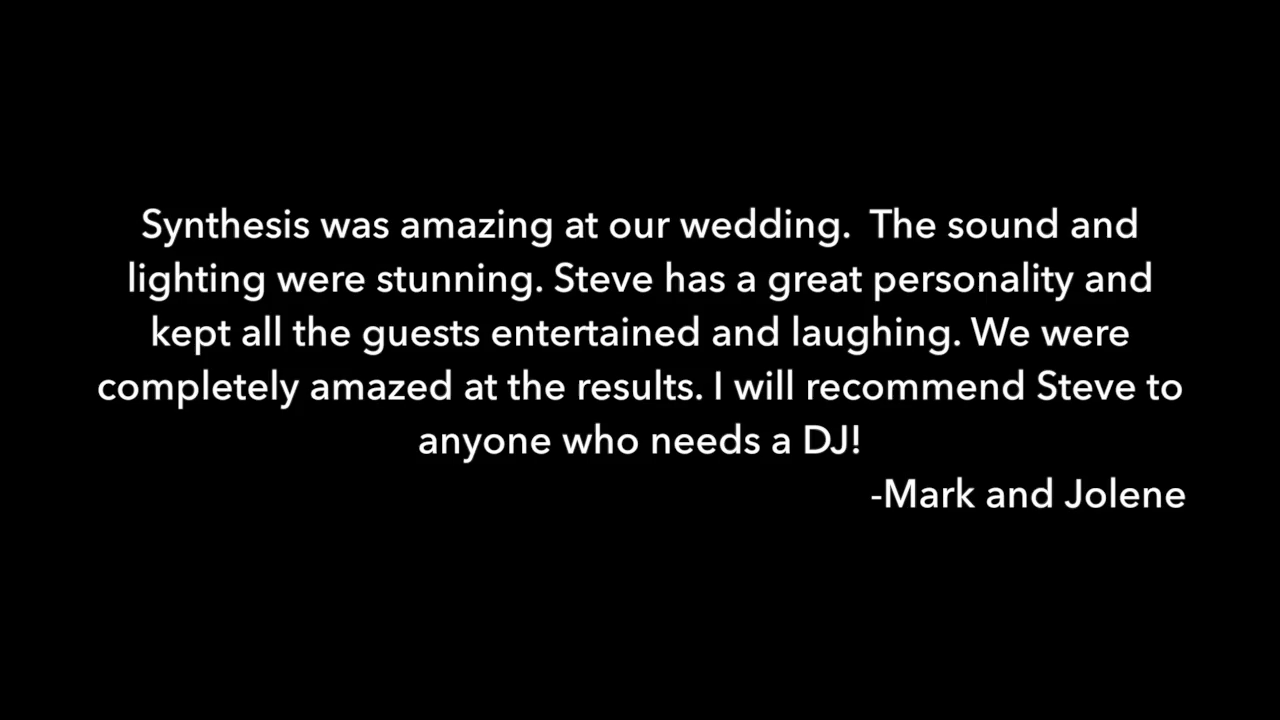 Synthesis was amazing at our wedding.  The sound and
lighting were stunning. Steve has a great personality and
kept all the guests entertained and laughing. We were
completely amazed at the results. I will recommend Steve to
anyone who needs a DJ!
-Mark and Jolene